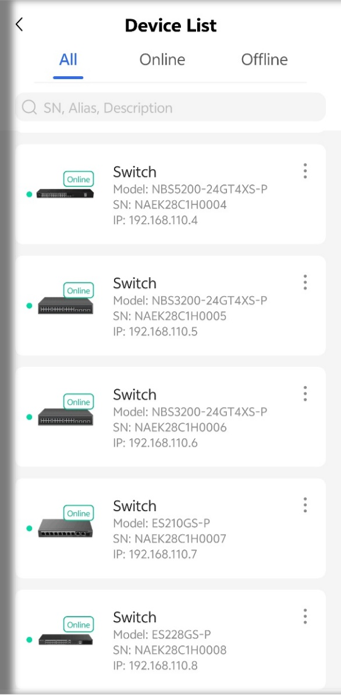 Device List
All
Online
Offline
SN, Alias, Description
Online
Switch
Model: NBS5200-24GT4XS-P
SN: NAEK28C1H0004
IP: 192.168.110.4
Online
Switch
Model: NBS3200-24GT4XS-P
SN: NAEK28C1H0005
IP: 192.168.110.5
Online
Switch
Model: NBS3200-24GT4XS-P
SN: NAEK28C1H0006
IP: 192.168.110.6
Online
Switch
Model: ES210GS-P
SN: NAEK28C1H0007
IP: 192.168.110.7
Online
Switch
Model: ES228GS-P
SN: NAEK28C1H0008
IP: 192.168.110.8